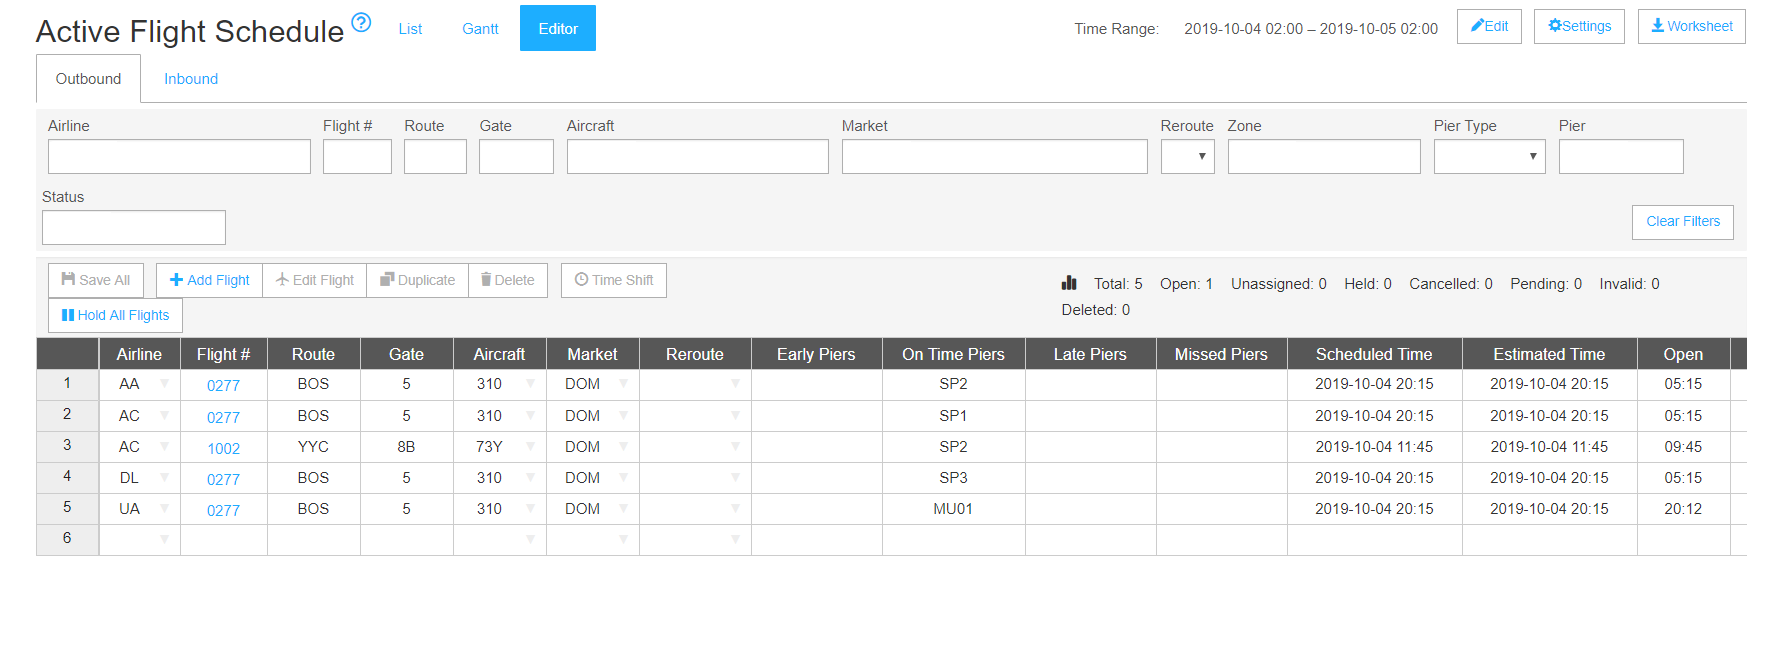 Active Flight Schedule ? List Gantt Editor Time Range: 2019-10-04 02:00 – 2019-10-05 02:00 Edit Settings Worksheet
Outbound Inbound
Airline Flight # Route Gate Aircraft Market Reroute Zone Pier Type Pier
Status
Clear Filters
Save All Add Flight Edit Flight Duplicate Delete Time Shift Total: 5 Open: 1 Unassigned: 0 Held: 0 Cancelled: 0 Pending: 0 Invalid: 0
Deleted: 0
Hold All Flights
Airline Flight # Route Gate Aircraft Market Reroute Early Piers On Time Piers Late Piers Missed Piers Scheduled Time Estimated Time Open
1 AA 0277 BOS 5 310 DOM SP2 2019-10-04 20:15 2019-10-04 20:15 05:15
2 AC 0277 BOS 5 310 DOM SP1 2019-10-04 20:15 2019-10-04 20:15 05:15
3 AC 1002 YYC 8B 73Y DOM SP2 2019-10-04 11:45 2019-10-04 11:45 09:45
4 DL 0277 BOS 5 310 DOM SP3 2019-10-04 20:15 2019-10-04 20:15 05:15
5 UA 0277 BOS 5 310 DOM MU01 2019-10-04 20:15 2019-10-04 20:15 20:12
6